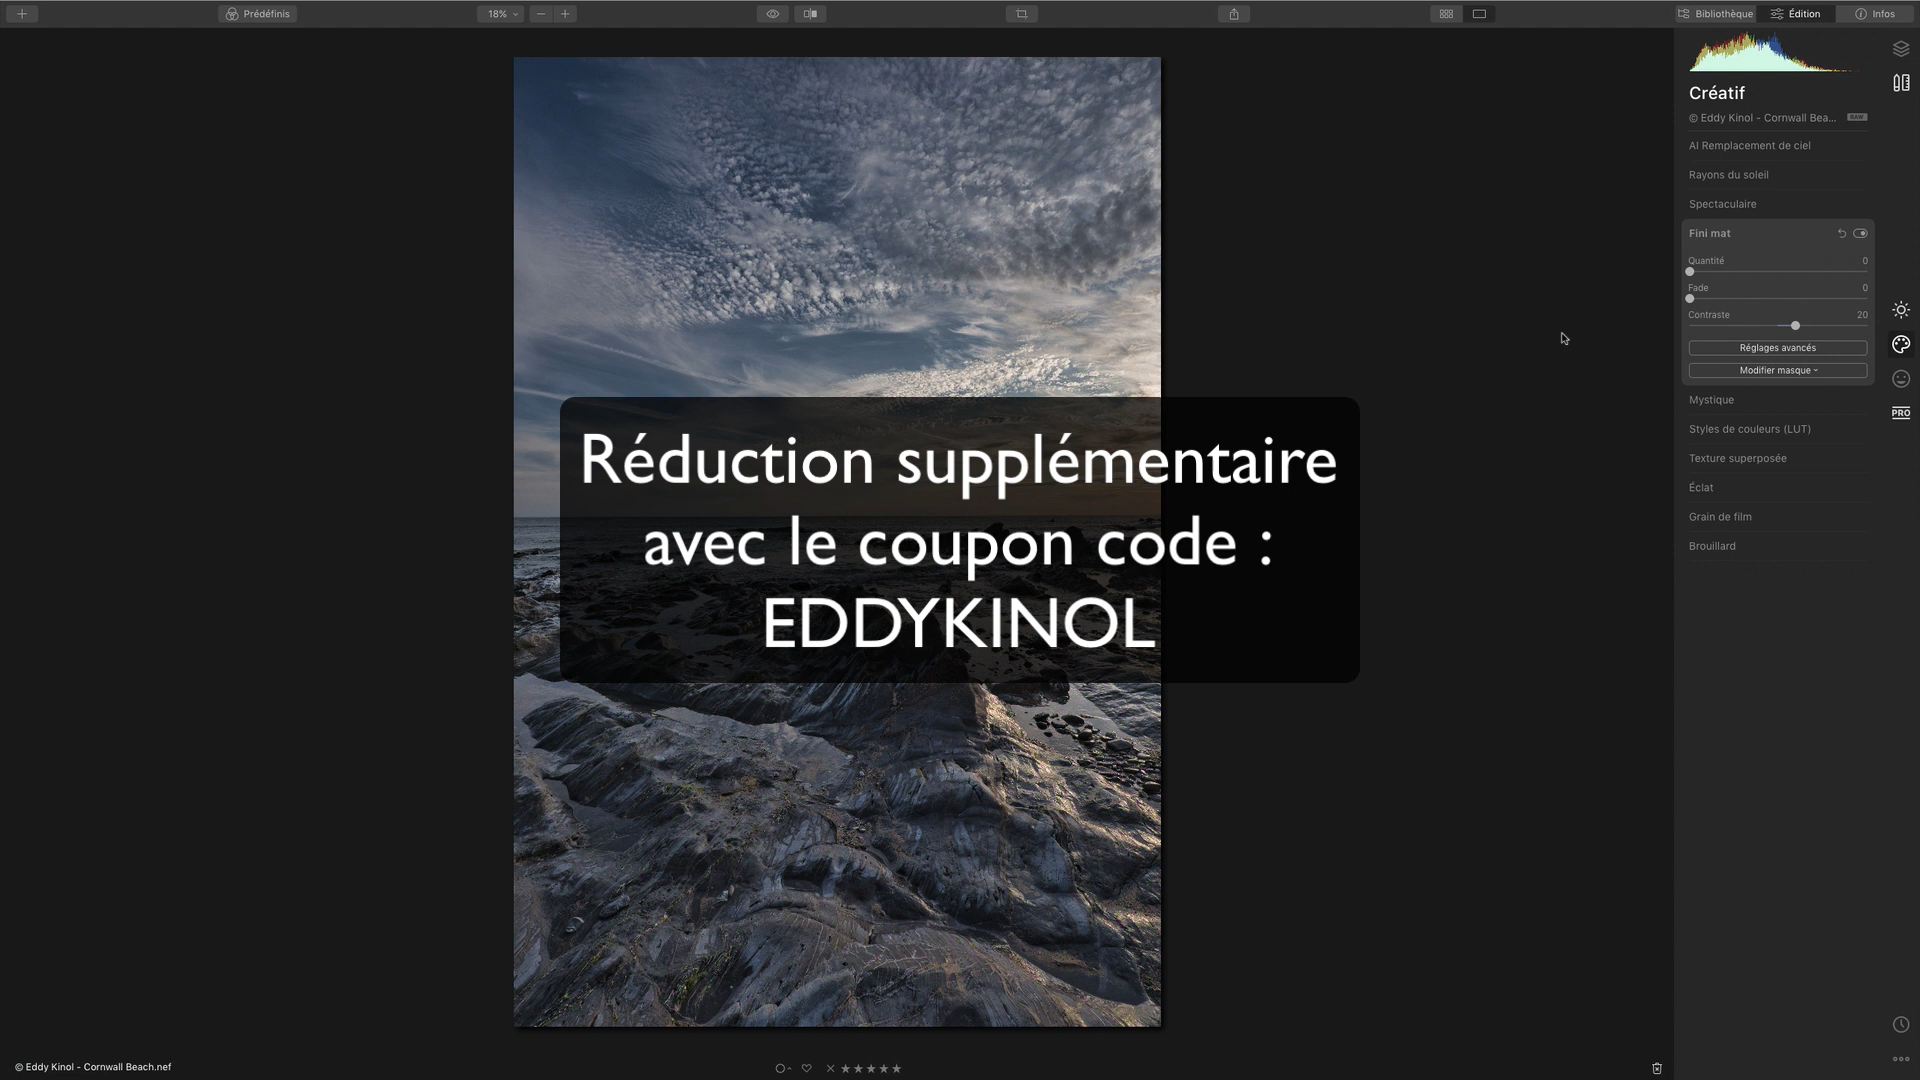 Prédéfinis
18%
Bibliothèque
Édition
Infos
Créatif
© Eddy Kinol - Cornwall Bea...
RAW
AI Remplacement de ciel
Rayons du soleil
Spectaculaire
Fini mat
Quantité 0
Fade 0
Contraste 20
Réglages avancés
Modifier masque
Mystique
Styles de couleurs (LUT)
Texture superposée
Éclat
Grain de film
Brouillard
PRO
Réduction supplémentaire
avec le coupon code :
EDDYKINOL
© Eddy Kinol - Cornwall Beach.nef